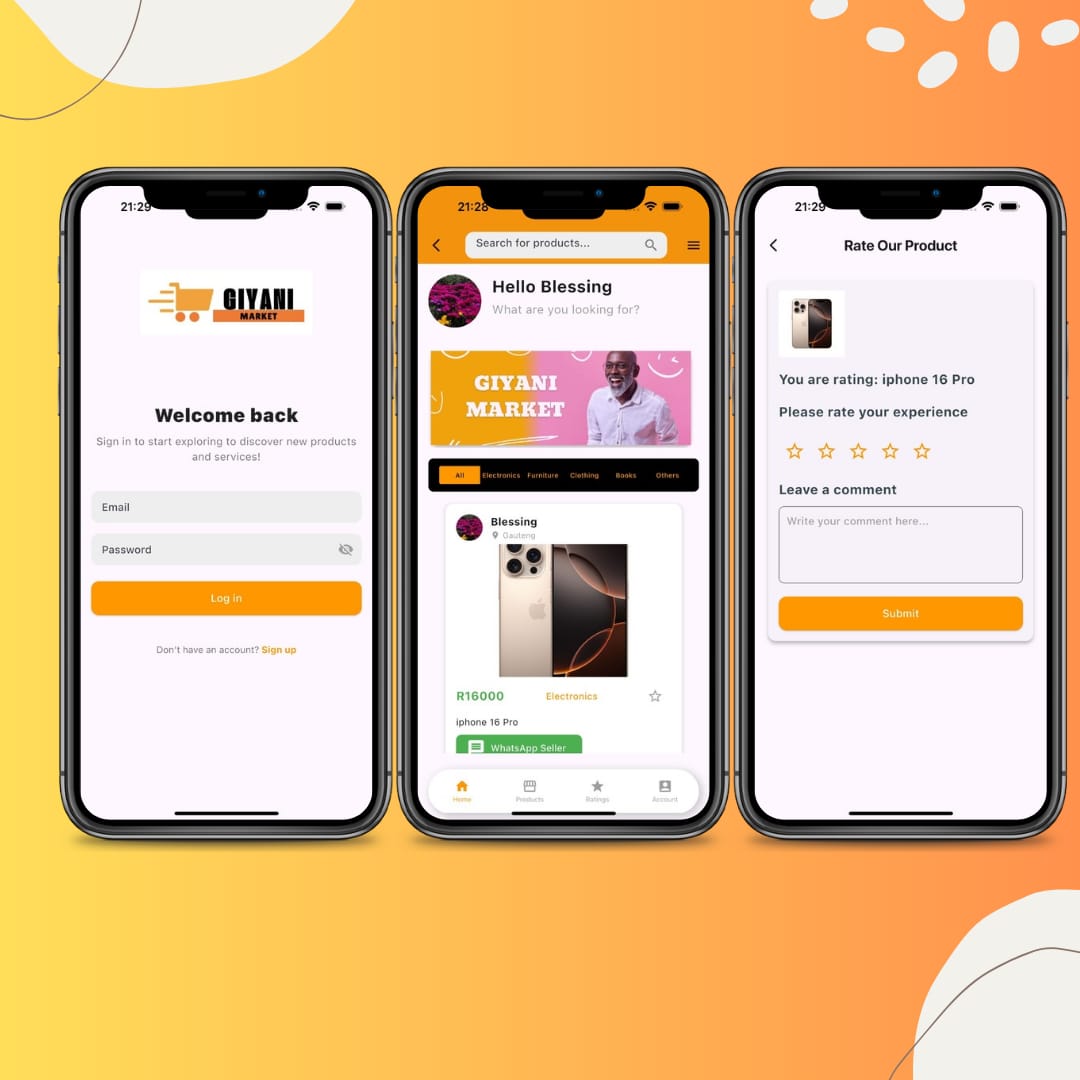 21:29
GIYANI
MARKET
Welcome back
Sign in to start exploring to discover new products
and services!
Email
Password
Log in
Don't have an account? Sign up
21:28
Search for products...
Hello Blessing
What are you looking for?
GIYANI
MARKET
All Electronics Furniture Clothing Books Others
Blessing
Gauteng
R16000 Electronics
iphone 16 Pro
WhatsApp Seller
Home Products Ratings Account
21:29
Rate Our Product
You are rating: iphone 16 Pro
Please rate your experience
Leave a comment
Write your comment here...
Submit